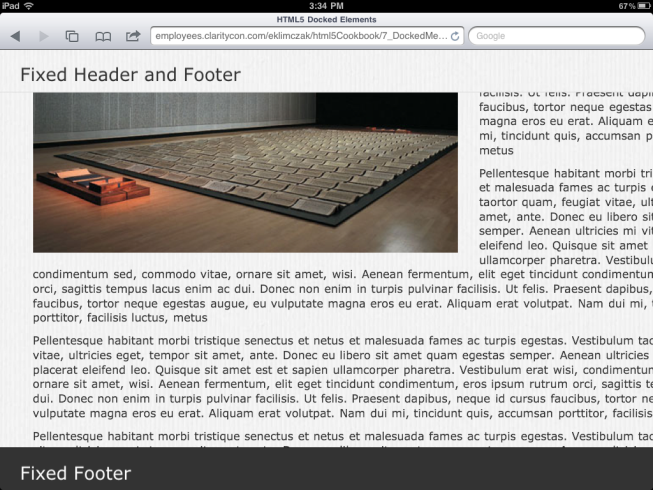 iPad 3:34 PM 67%
HTML5 Docked Elements
employees.claritycon.com/eklimczak/html5Cookbook/7_DockedMe... Google
Fixed Header and Footer
facilisis. Ut felis. Praesent dapi
faucibus, tortor neque egestas
magna eros eu erat. Aliquam e
mi, tincidunt quis, accumsan p
metus
Pellentesque habitant morbi tri
et malesuada fames ac turpis e
taortor quam, feugiat vitae, ult
amet, ante. Donec eu libero sit
semper. Aenean ultricies mi vit
eleifend leo. Quisque sit amet
ullamcorper pharetra. Vestibulu
condimentum sed, commodo vitae, ornare sit amet, wisi. Aenean fermentum, elit eget tincidunt condimentum
orci, sagittis tempus lacus enim ac dui. Donec non enim in turpis pulvinar facilisis. Ut felis. Praesent dapibus,
faucibus, tortor neque egestas augue, eu vulputate magna eros eu erat. Aliquam erat volutpat. Nam dui mi, t
porttitor, facilisis luctus, metus
Pellentesque habitant morbi tristique senectus et netus et malesuada fames ac turpis egestas. Vestibulum tac
vitae, ultricies eget, tempor sit amet, ante. Donec eu libero sit amet quam egestas semper. Aenean ultricies
placerat eleifend leo. Quisque sit amet est et sapien ullamcorper pharetra. Vestibulum erat wisi, condimentum
ornare sit amet, wisi. Aenean fermentum, elit eget tincidunt condimentum, eros ipsum rutrum orci, sagittis te
dui. Donec non enim in turpis pulvinar facilisis. Ut felis. Praesent dapibus, neque id cursus faucibus, tortor ne
vulputate magna eros eu erat. Aliquam erat volutpat. Nam dui mi, tincidunt quis, accumsan porttitor, facilisis
Pellentesque habitant morbi tristique senectus et netus et malesuada fames ac turpis egestas. Vestibulum tac
Fixed Footer